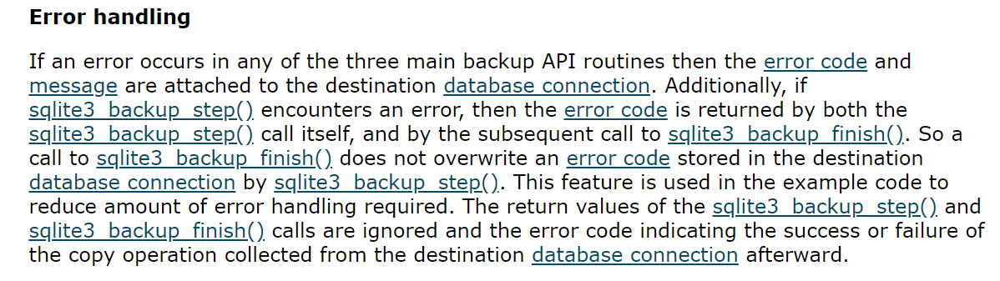 Error handling
If an error occurs in any of the three main backup API routines then the error code and
message are attached to the destination database connection. Additionally, if
sqlite3_backup_step() encounters an error, then the error code is returned by both the
sqlite3_backup_step() call itself, and by the subsequent call to sqlite3_backup_finish(). So a
call to sqlite3_backup_finish() does not overwrite an error code stored in the destination
database connection by sqlite3_backup_step(). This feature is used in the example code to
reduce amount of error handling required. The return values of the sqlite3_backup_step() and
sqlite3_backup_finish() calls are ignored and the error code indicating the success or failure of
the copy operation collected from the destination database connection afterward.